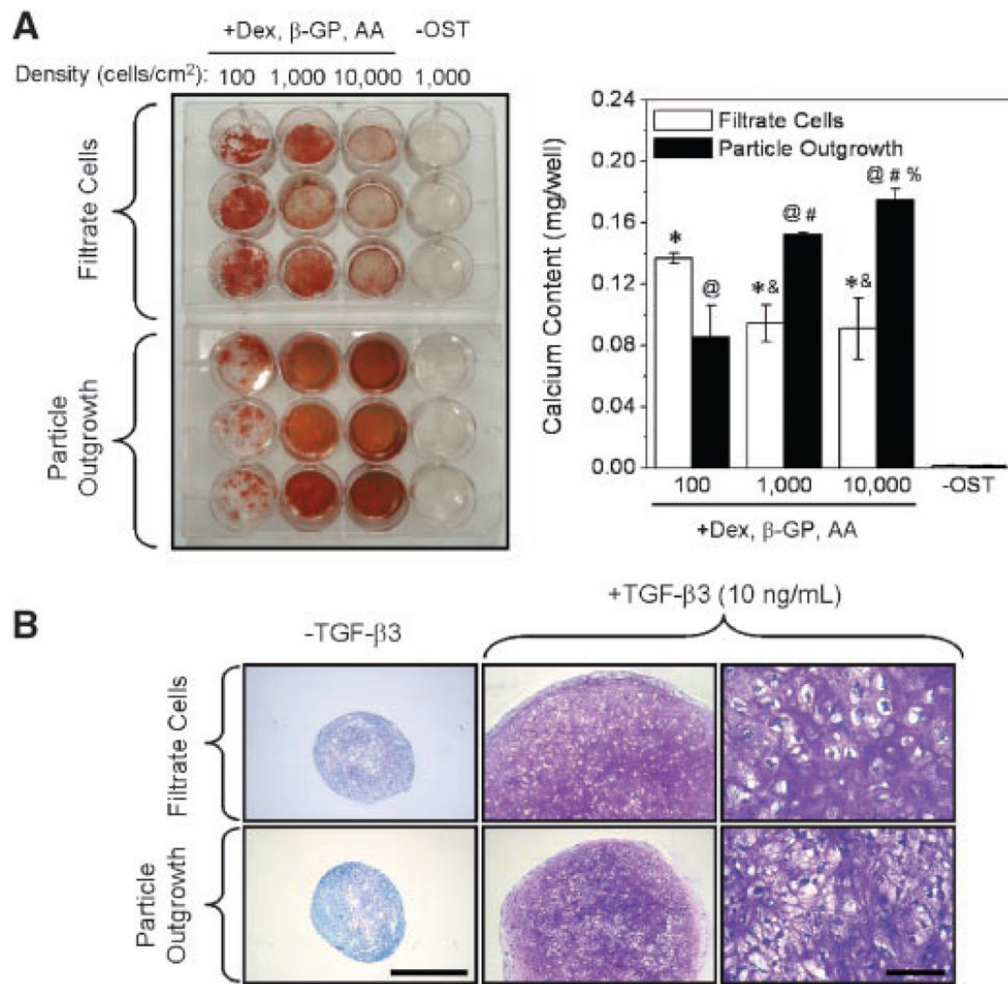 A
+Dex, β-GP, AA -OST
Density (cells/cm²): 100 1,000 10,000 1,000
Filtrate Cells
Particle
Outgrowth
0.24
0.20
0.16
0.12
0.08
0.04
0.00
Calcium Content (mg/well)
Filtrate Cells
Particle Outgrowth
*
@
*&
@ #
*&
@ # %
100 1,000 10,000 -OST
+Dex, β-GP, AA
B
-TGF-β3
+TGF-β3 (10 ng/mL)
Filtrate Cells
Particle
Outgrowth